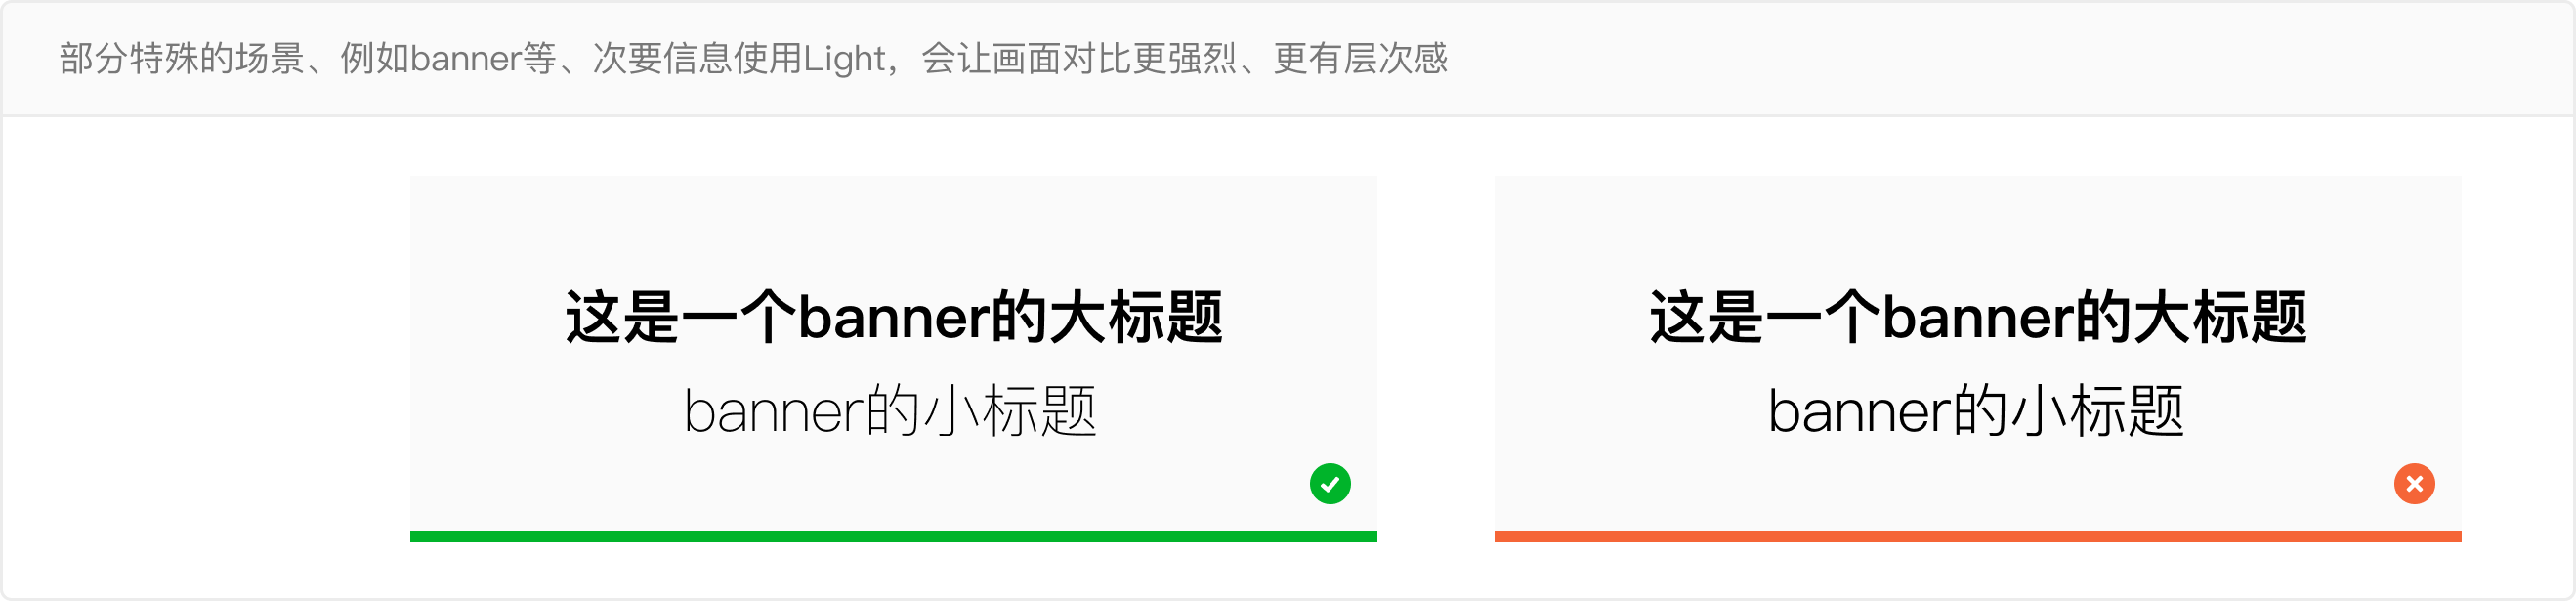 部分特殊的场景、例如banner等、次要信息使用Light，会让画面对比更强烈、更有层次感
这是一个banner的大标题
banner的小标题
这是一个banner的大标题
banner的小标题